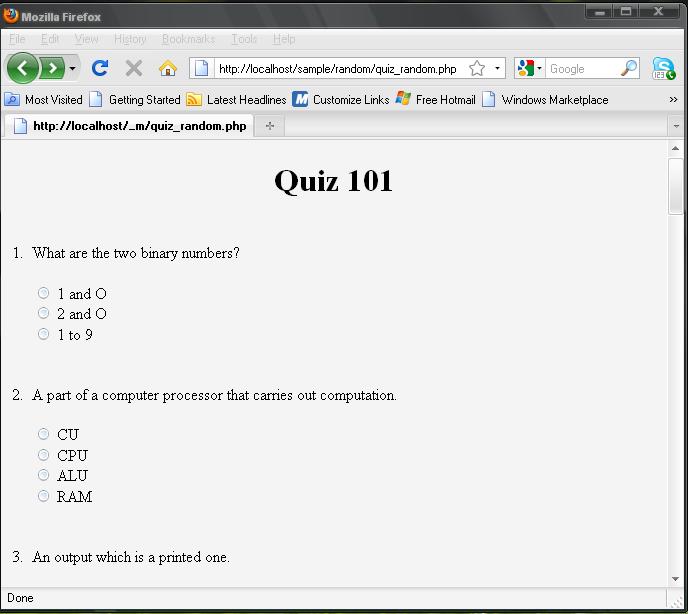 Mozilla Firefox
File Edit View History Bookmarks Tools Help
http://localhost/sample/random/quiz_random.php
Google
123
Most Visited Getting Started Latest Headlines Customize Links Free Hotmail Windows Marketplace »
http://localhost/..m/quiz_random.php
Quiz 101
1. What are the two binary numbers?
1 and O
2 and O
1 to 9
2. A part of a computer processor that carries out computation.
CU
CPU
ALU
RAM
3. An output which is a printed one.
Done